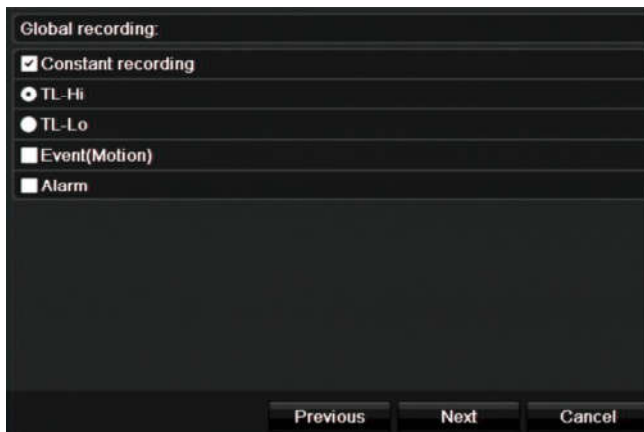 Global recording:
Constant recording
TL-Hi
TL-Lo
Event(Motion)
Alarm
Previous Next Cancel